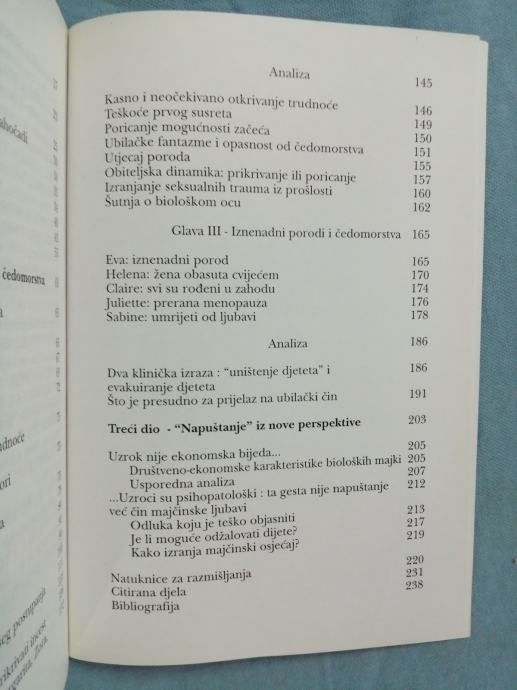 čedomorstva
Analiza 145
Kasno i neočekivano otkrivanje trudnoće 146
Teškoće prvog susreta 149
Poricanje mogućnosti začeća 150
Ubilačke fantazme i opasnost od čedomorstva 151
Utjecaj poroda 155
Obiteljska dinamika: prikrivanje ili poricanje 157
Izranjanje seksualnih trauma iz prošlosti 160
Šutnja o biološkom ocu 162
Glava III - Iznenadni porodi i čedomorstva 165
Eva: iznenadni porod 165
Helena: žena obasuta cvijećem 170
Claire: svi su rođeni u zahodu 174
Juliette: prerana menopauza 176
Sabine: umrijeti od ljubavi 178
Analiza 186
Dva klinička izraza : “uništenje djeteta” i 186
evakuiranje djeteta
Što je presudno za prijelaz na ubilački čin 191
Treći dio - “Napuštanje” iz nove perspektive 203
Uzrok nije ekonomska bijeda... 205
Društveno-ekonomske karakteristike bioloških majki 205
Usporedna analiza 207
...Uzroci su psihopatološki : ta gesta nije napuštanje 212
već čin majčinske ljubavi
Odluka koju je teško objasniti 213
Je li moguće odžalovati dijete? 217
Kako izranja majčinski osjećaj? 219
Natuknice za razmišljanja 220
Citirana djela 231
Bibliografija 238